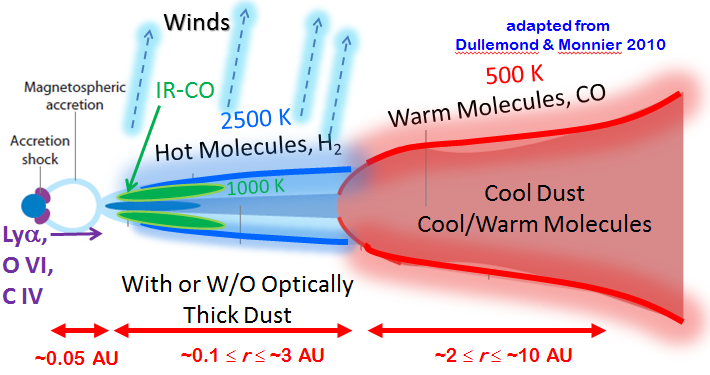 Winds
adapted from
Dullemond & Monnier 2010
Magnetospheric
accretion
IR-CO
500 K
2500 K
Warm Molecules, CO
Accretion
shock
Hot Molecules, H₂
1000 K
Cool Dust
Cool/Warm Molecules
Lyα,
O VI,
C IV
With or W/O Optically
Thick Dust
~0.05 AU
~0.1 ≤ r ≤ ~3 AU
~2 ≤ r ≤ ~10 AU